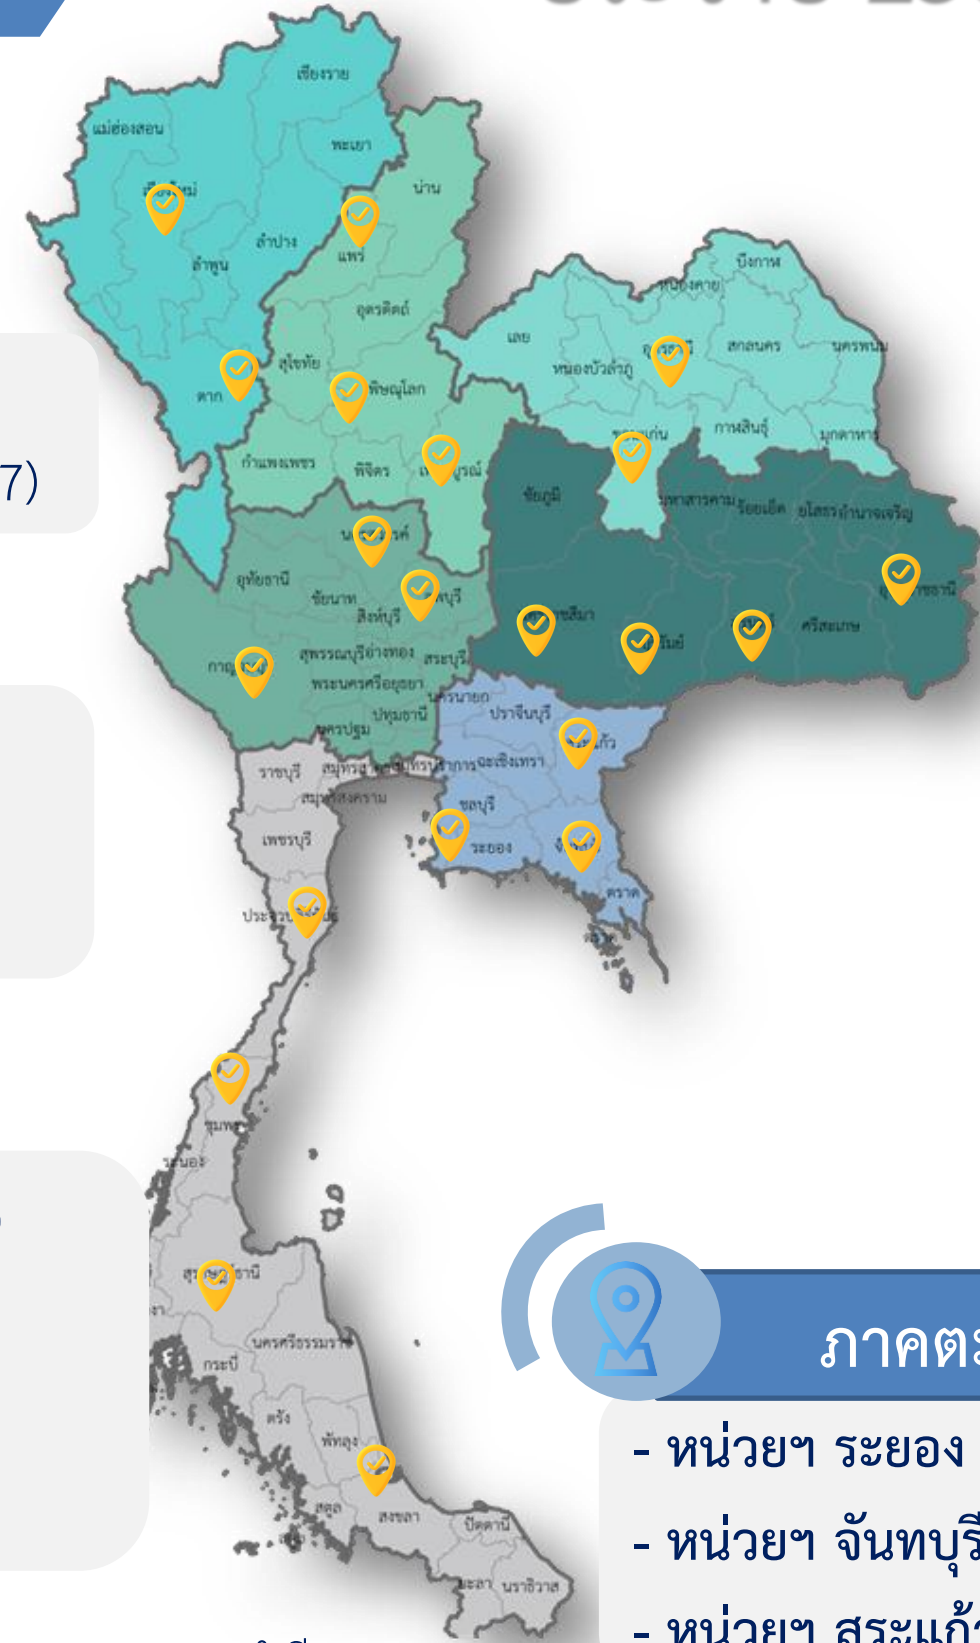 เชียงราย
แม่ฮ่องสอน
พะเยา
น่าน
ลำปาง
แพร่
ลำพูน
บึงกาฬ
หนองคาย
อุตรดิตถ์
เลย
สกลนคร
นครพนม
สุโขทัย
หนองบัวลำภู
ตาก
พิษณุโลก
กาฬสินธุ์
มุกดาหาร
กำแพงเพชร
พิจิตร
7)
ชัยภูมิ
มหาสารคาม
ร้อยเอ็ด
ยโสธร
อำนาจเจริญ
อุทัยธานี
ชัยนาท
สิงห์บุรี
ศรีสะเกษ
สุพรรณบุรี
อ่างทอง
สระบุรี
พระนครศรีอยุธยา
นครนายก
ปทุมธานี
ปราจีนบุรี
นครปฐม
ราชบุรี
ฉะเชิงเทรา
สมุทรสงคราม
ชลบุรี
เพชรบุรี
ระยอง
ตราด
ชุมพร
ระนอง
นครศรีธรรมราช
กระบี่
ตรัง
พัทลุง
สตูล
สงขลา
ปัตตานี
ยะลา
นราธิวาส
ภาคตะ
- หน่วยฯ ระยอง
- หน่วยฯ จันทบุรี
- หน่วยฯ สระแก้ว